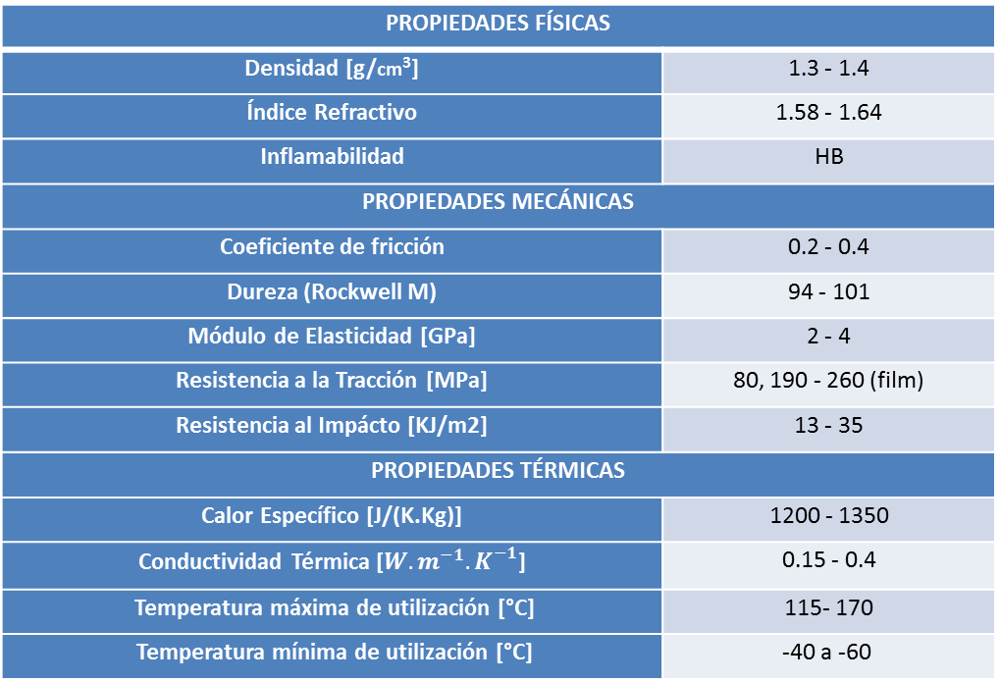 PROPIEDADES FÍSICAS
Densidad [g/cm³] 1.3 - 1.4
Índice Refractivo 1.58 - 1.64
Inflamabilidad HB
PROPIEDADES MECÁNICAS
Coeficiente de fricción 0.2 - 0.4
Dureza (Rockwell M) 94 - 101
Módulo de Elasticidad [GPa] 2 - 4
Resistencia a la Tracción [MPa] 80, 190 - 260 (film)
Resistencia al Impácto [KJ/m2] 13 - 35
PROPIEDADES TÉRMICAS
Calor Específico [J/(K.Kg)] 1200 - 1350
Conductividad Térmica [W.m⁻¹.K⁻¹] 0.15 - 0.4
Temperatura máxima de utilización [°C] 115- 170
Temperatura mínima de utilización [°C] -40 a -60